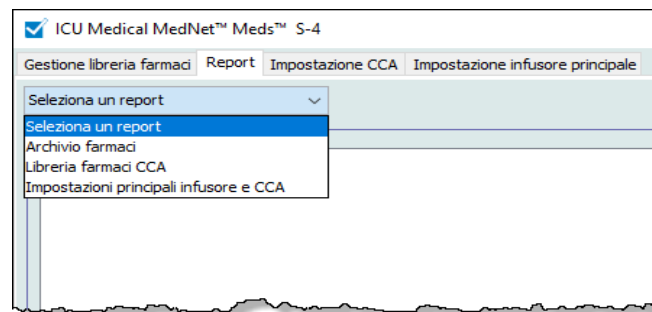 ICU Medical MedNet™ Meds™ S-4
Gestione libreria farmaci Report Impostazione CCA Impostazione infusore principale
Seleziona un report
Seleziona un report
Archivio farmaci
Libreria farmaci CCA
Impostazioni principali infusore e CCA